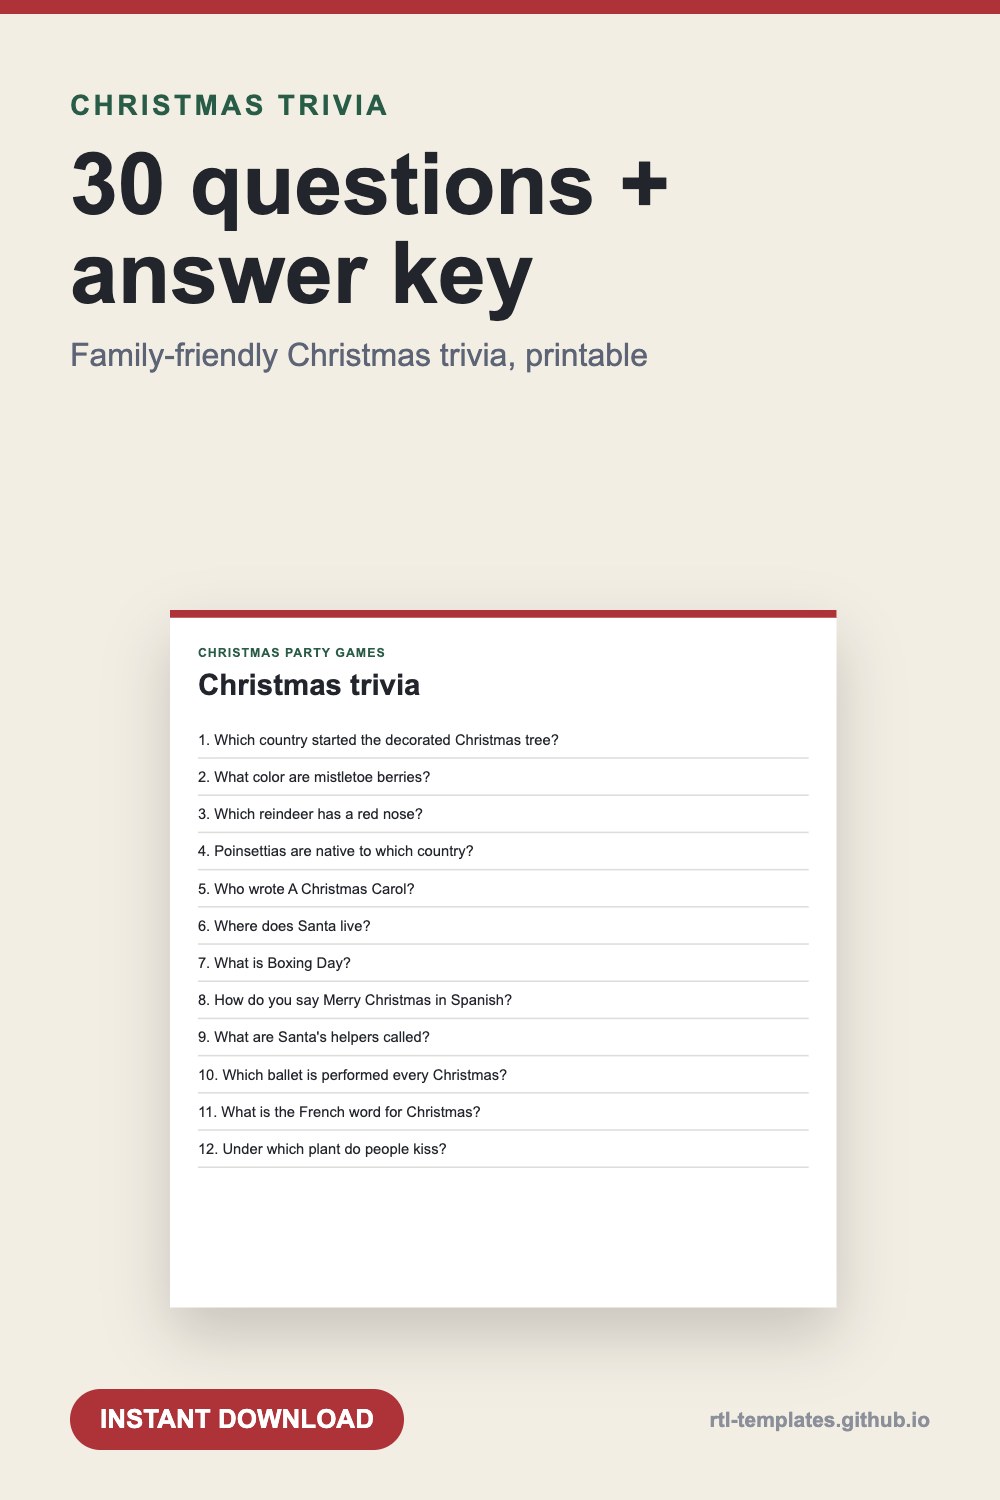 CHRISTMAS TRIVIA
30 questions +
answer key
Family-friendly Christmas trivia, printable
CHRISTMAS PARTY GAMES
Christmas trivia
1. Which country started the decorated Christmas tree?
2. What color are mistletoe berries?
3. Which reindeer has a red nose?
4. Poinsettias are native to which country?
5. Who wrote A Christmas Carol?
6. Where does Santa live?
7. What is Boxing Day?
8. How do you say Merry Christmas in Spanish?
9. What are Santa's helpers called?
10. Which ballet is performed every Christmas?
11. What is the French word for Christmas?
12. Under which plant do people kiss?
INSTANT DOWNLOAD
rtl-templates.github.io